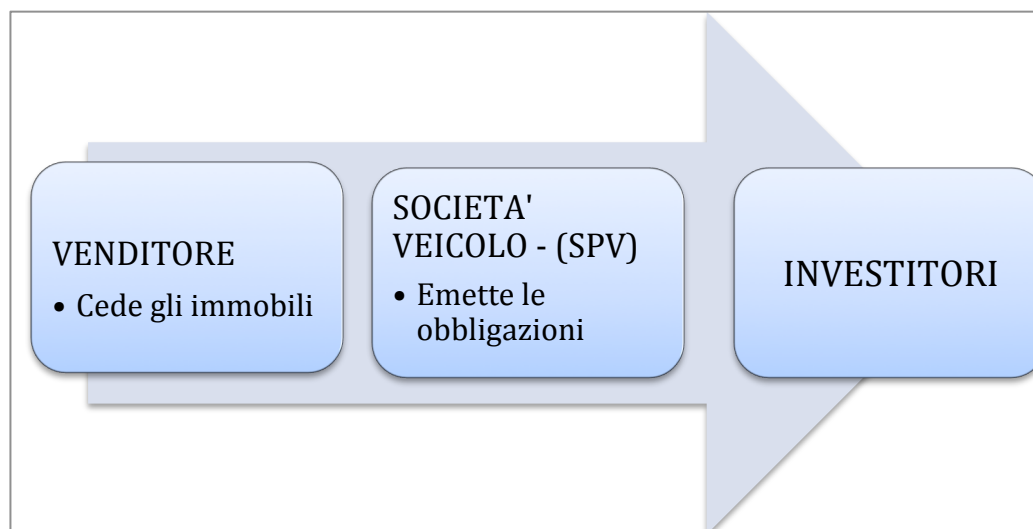 VENDITORE
• Cede gli immobili
SOCIETA'
VEICOLO - (SPV)
• Emette le
obbligazioni
INVESTITORI